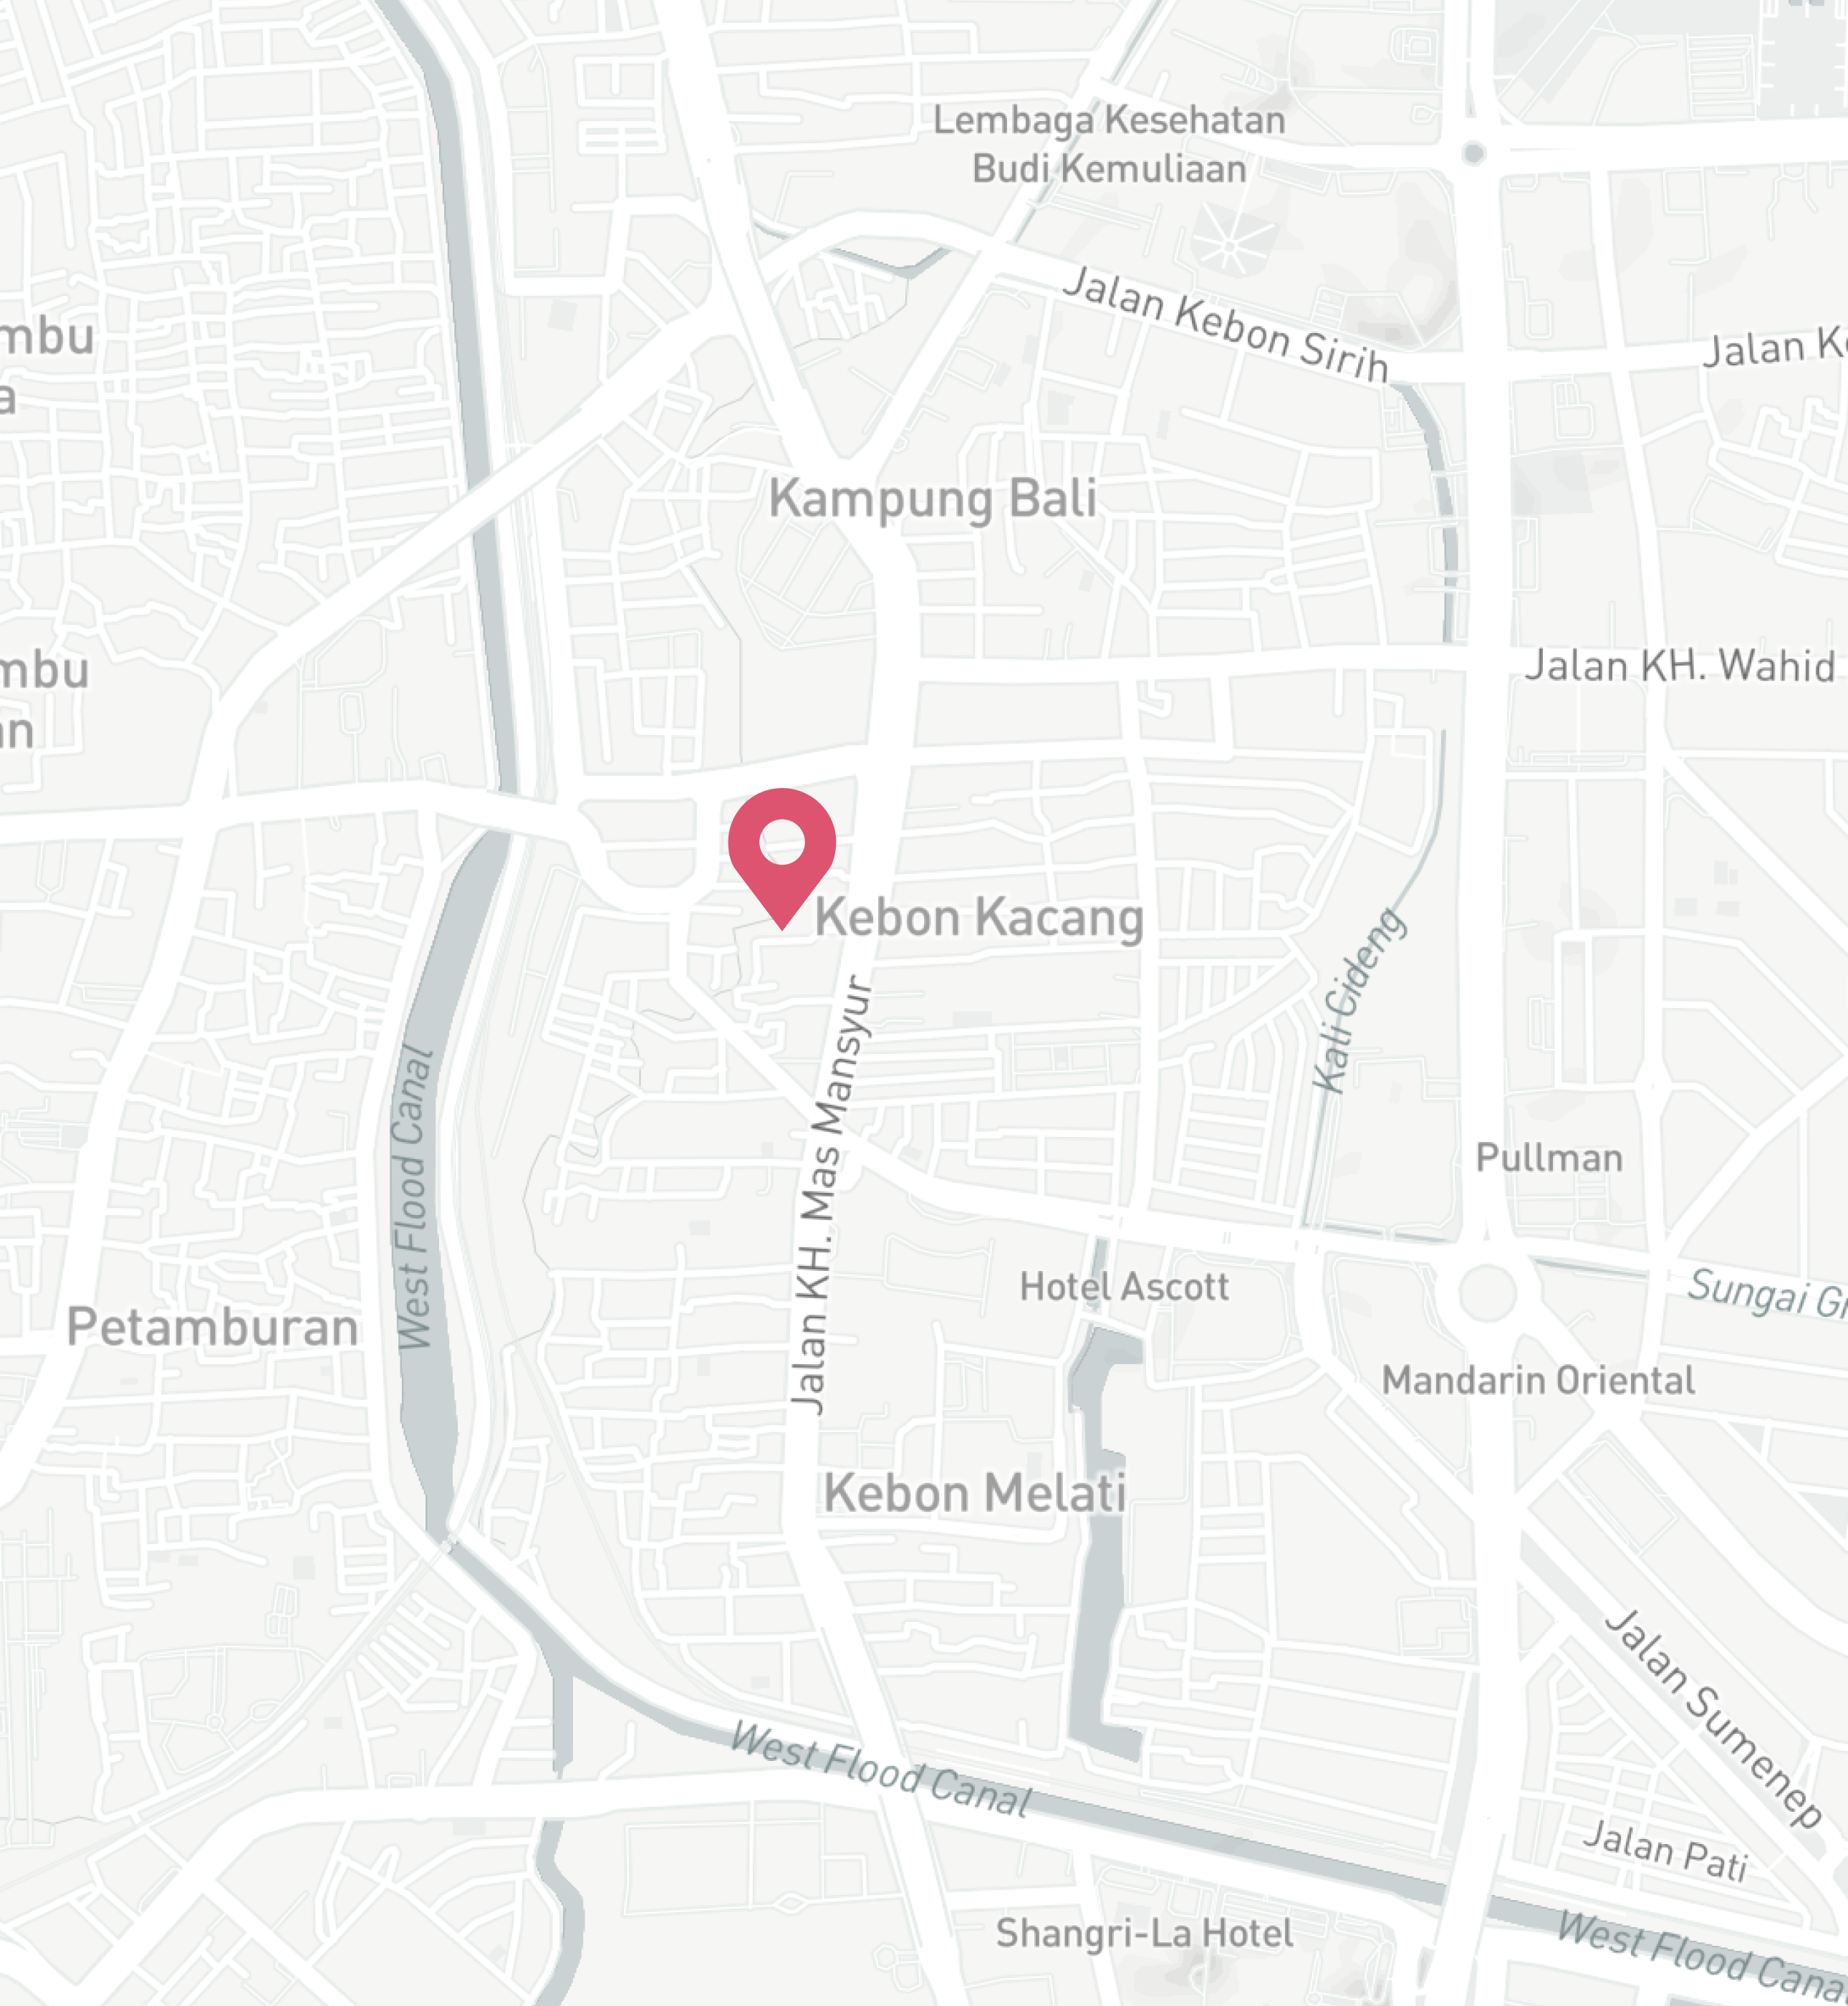 Lembaga Kesehatan
Budi Kemuliaan
Jalan Kebon Sirih
mbu
a
Jalan Ke
Kampung Bali
mbu
an
Jalan KH. Wahid
Kebon Kacang
Kali Cideng
Jalan KH. Mas Mansyur
West Flood Canal
Pullman
Hotel Ascott
Sungai Gr
Petamburan
Mandarin Oriental
Kebon Melati
Jalan Sumenep
West Flood Canal
Jalan Pati
Shangri-La Hotel
West Flood Cana